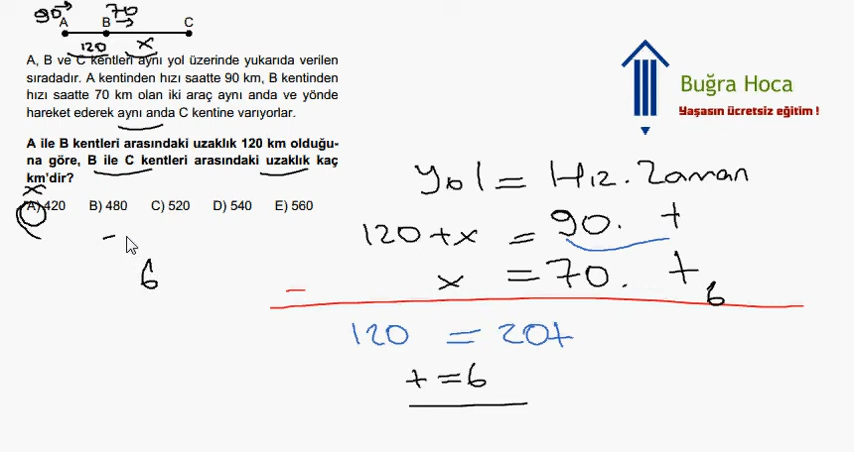 90 70
A B C
120 x
A, B ve C kentleri aynı yol üzerinde yukarıda verilen
sıradadır. A kentinden hızı saatte 90 km, B kentinden
hızı saatte 70 km olan iki araç aynı anda ve yönde
hareket ederek aynı anda C kentine varıyorlar.
A ile B kentleri arasındaki uzaklık 120 km olduğu-
na göre, B ile C kentleri arasındaki uzaklık kaç
km'dir?
x
A) 420 B) 480 C) 520 D) 540 E) 560
6
Buğra Hoca
Yaşasın ücretsiz eğitim !
Yol = Hız . Zaman
120 + x = 90 . t
x = 70 . t 6
-
120 = 20t
t = 6